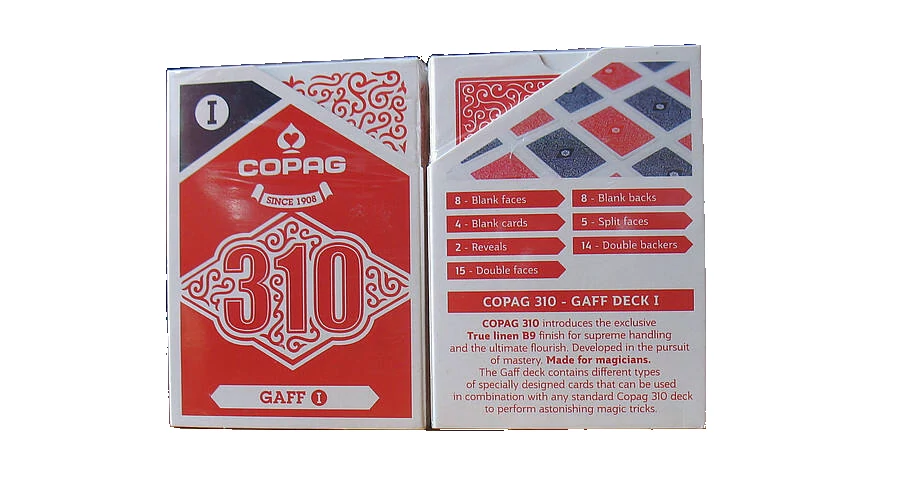 I
COPAG
SINCE 1908
310
GAFF I
8 - Blank faces
8 - Blank backs
4 - Blank cards
5 - Split faces
2 - Reveals
14 - Double backers
15 - Double faces
COPAG 310 - GAFF DECK I
COPAG 310 introduces the exclusive
True linen B9 finish for supreme handling
and the ultimate flourish. Developed in the pursuit
of mastery. Made for magicians.
The Gaff deck contains different types
of specially designed cards that can be used
in combination with any standard Copag 310 deck
to perform astonishing magic tricks.